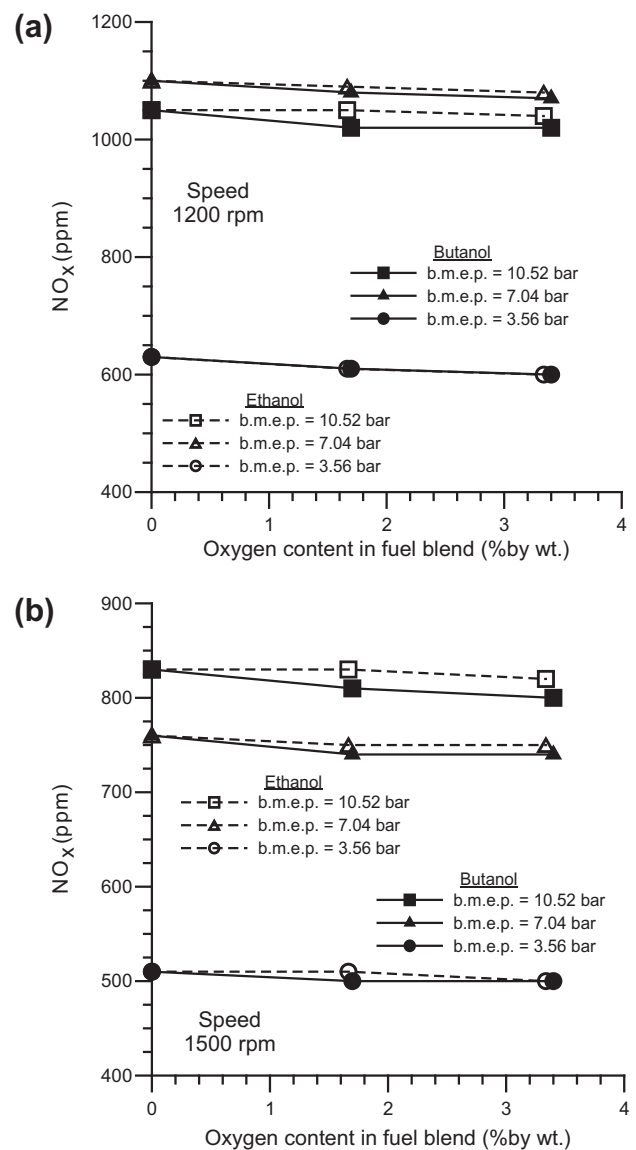 (a)
1200
1000
800
600
400
NOX (ppm)
Speed
1200 rpm
Butanol
b.m.e.p. = 10.52 bar
b.m.e.p. = 7.04 bar
b.m.e.p. = 3.56 bar
Ethanol
b.m.e.p. = 10.52 bar
b.m.e.p. = 7.04 bar
b.m.e.p. = 3.56 bar
0 1 2 3 4
Oxygen content in fuel blend (%by wt.)
(b)
900
800
700
600
500
400
NOX (ppm)
Ethanol
b.m.e.p. = 10.52 bar
b.m.e.p. = 7.04 bar
b.m.e.p. = 3.56 bar
Butanol
b.m.e.p. = 10.52 bar
b.m.e.p. = 7.04 bar
b.m.e.p. = 3.56 bar
Speed
1500 rpm
0 1 2 3 4
Oxygen content in fuel blend (%by wt.)